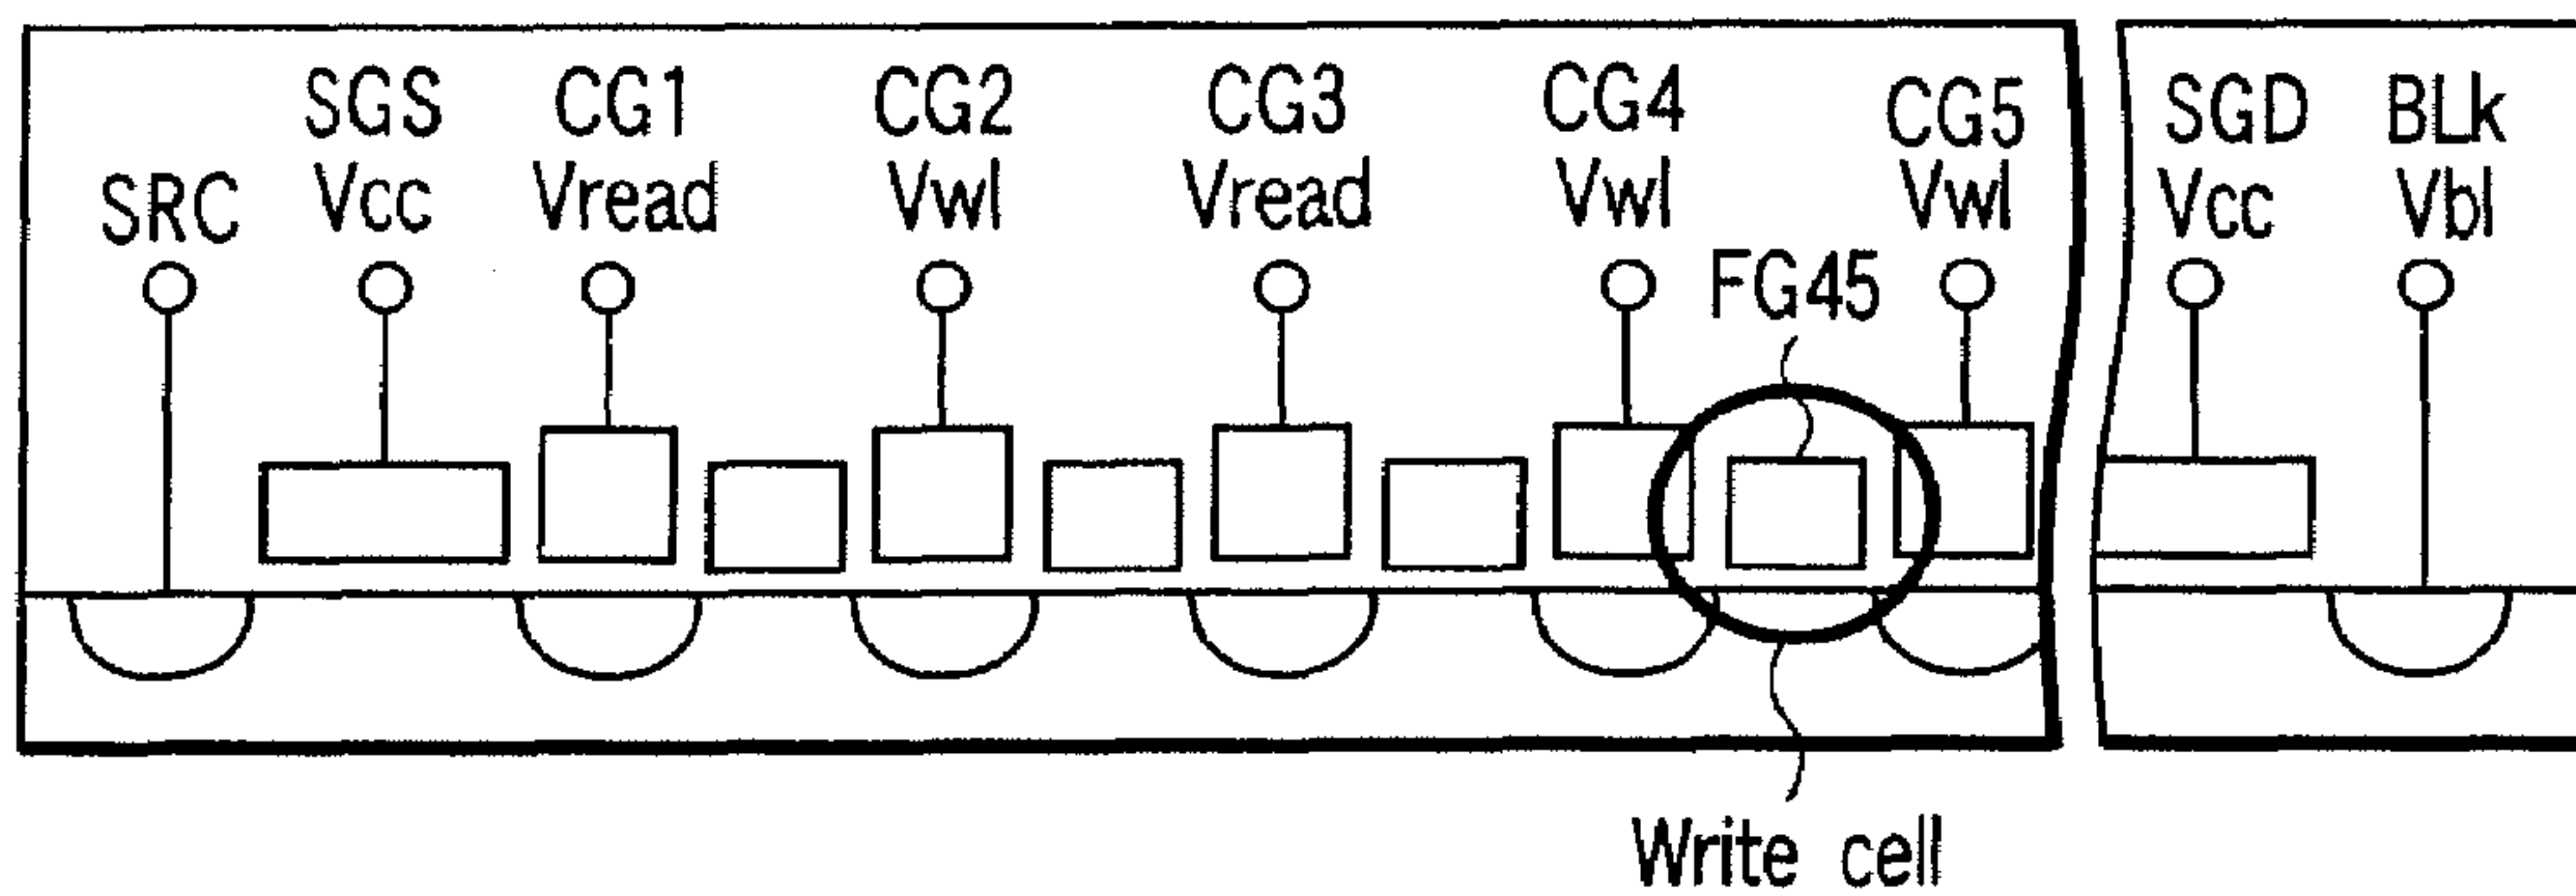 SGS CG1 CG2 CG3 CG4 CG5 SGD BLk
SRC Vcc Vread Vwl Vread Vwl Vwl Vcc Vbl
FG45
Write cell